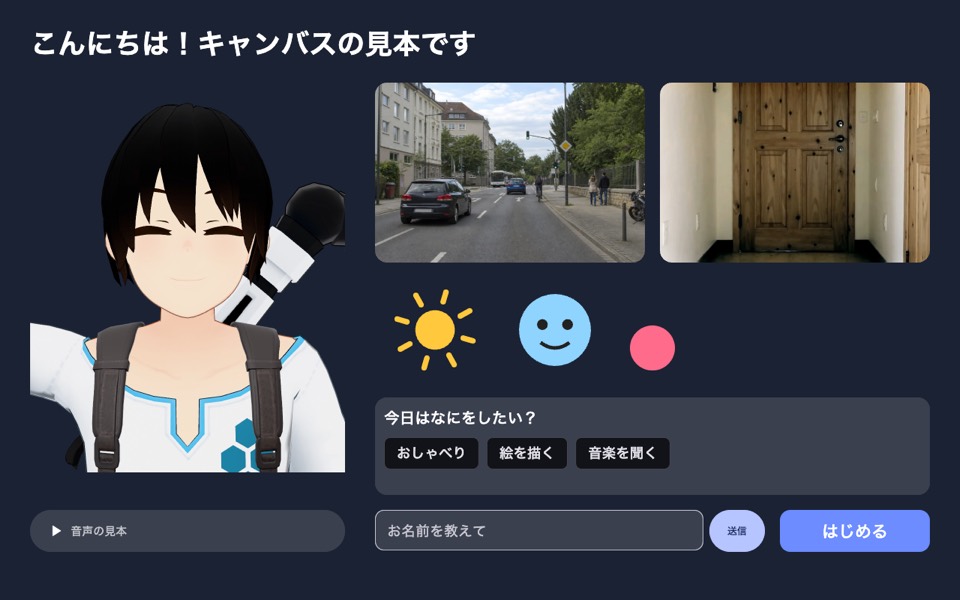 こんにちは！キャンバスの見本です
今日はなにをしたい？
おしゃべり
絵を描く
音楽を聞く
音声の見本
お名前を教えて
送信
はじめる